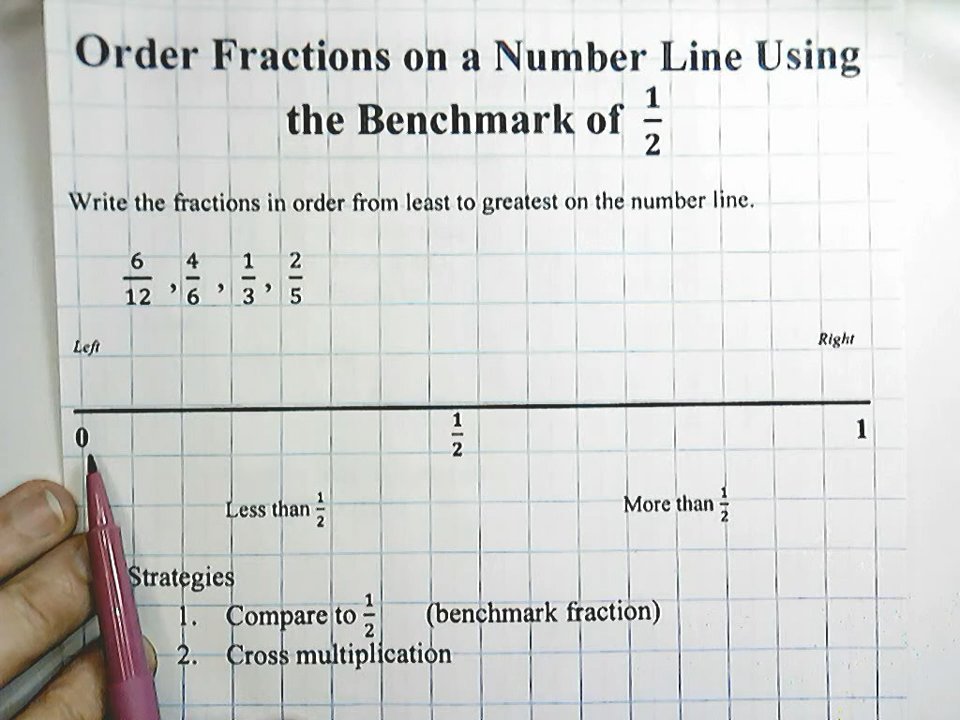 Order Fractions on a Number Line Using
the Benchmark of 1/2
Write the fractions in order from least to greatest on the number line.
6/12 , 4/6 , 1/3 , 2/5
Left Right
0 1/2 1
Less than 1/2 More than 1/2
Strategies
1. Compare to 1/2 (benchmark fraction)
2. Cross multiplication